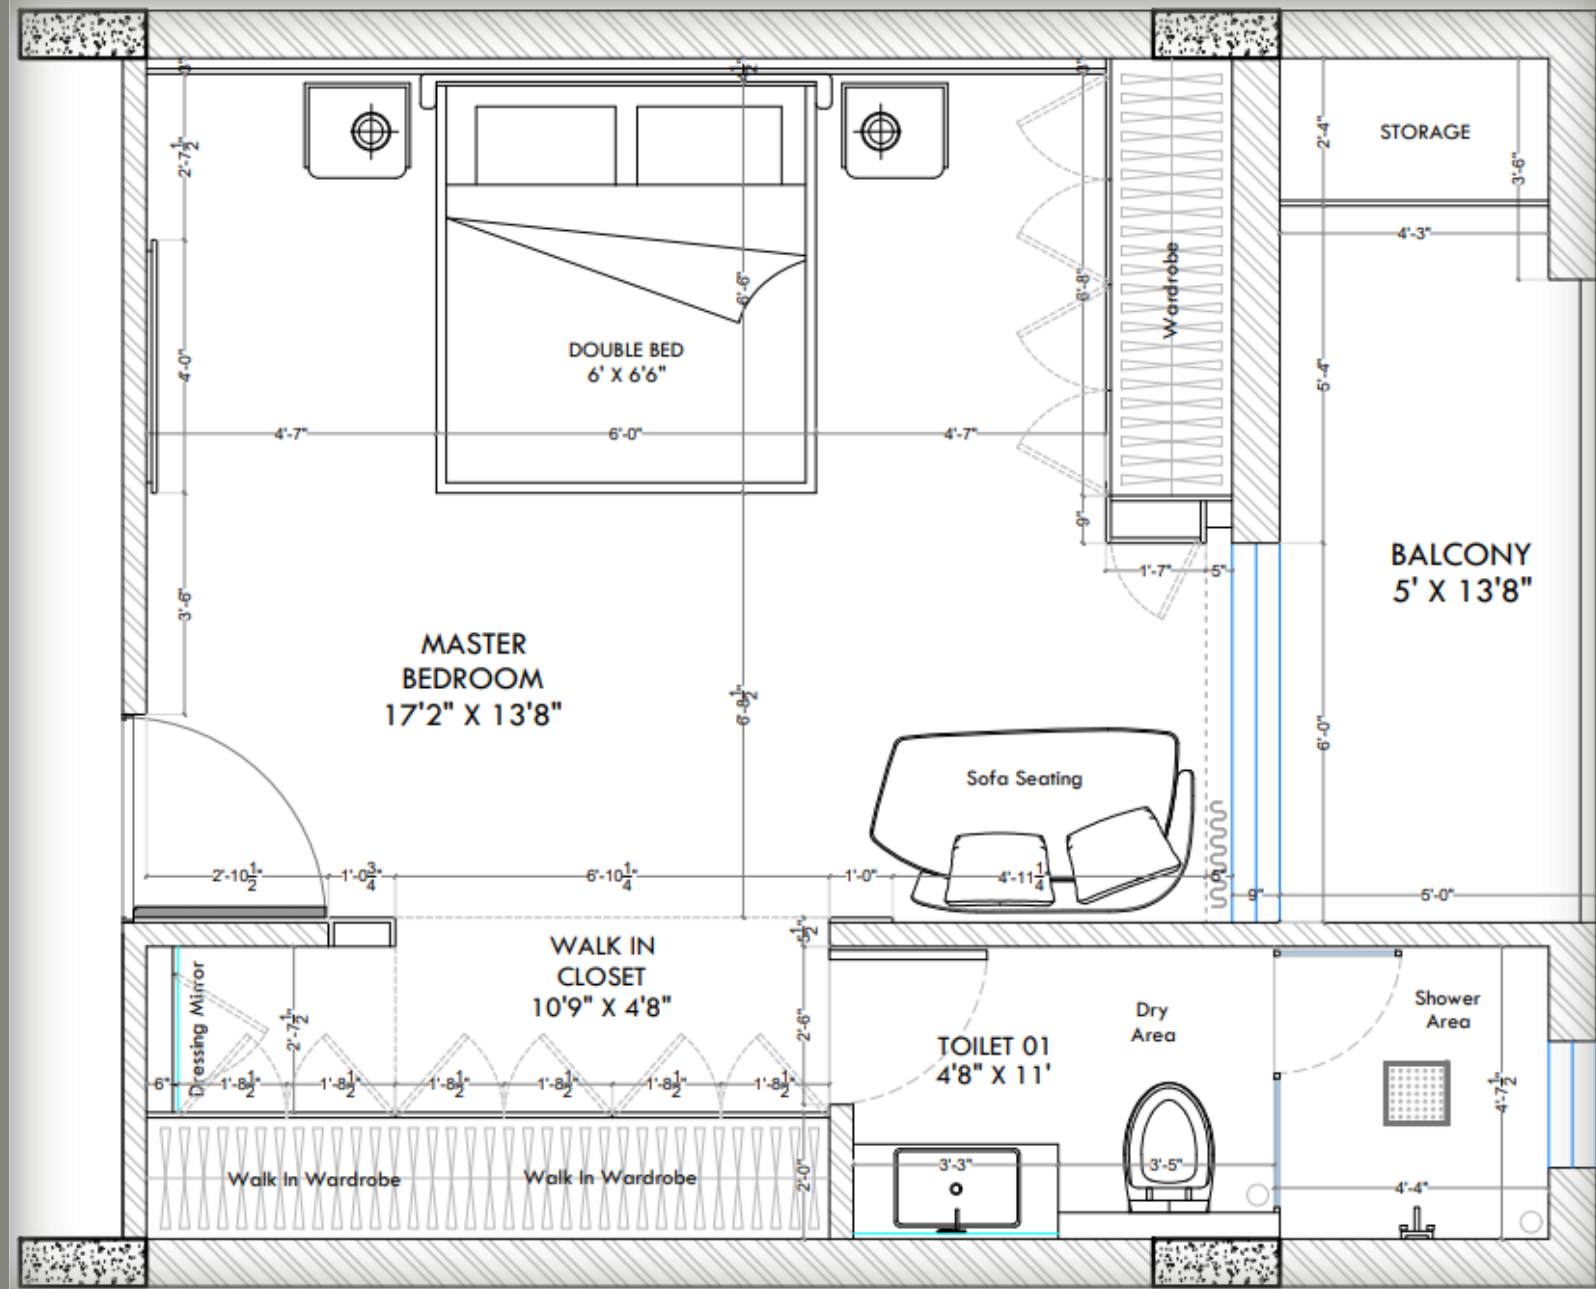 3"
4½"
3"
2'-7½"
2'-4"
STORAGE
3'-6"
4'-3"
Wardrobe
6'-6"
6'-8"
DOUBLE BED
6' X 6'6"
4'-0"
5'-4"
4'-7"
6'-0"
4'-7"
9"
1'-7"
5"
BALCONY
5' X 13'8"
3'-6"
MASTER
BEDROOM
17'2" X 13'8"
6'-8½"
6'-0"
Sofa Seating
2'-10½"
1'-0¾"
6'-10¼"
1'-0"
4'-11¼"
9"
5'-0"
5½"
WALK IN
CLOSET
10'9" X 4'8"
Dressing Mirror
2'-7½"
2'-6"
Dry
Area
Shower
Area
TOILET 01
4'8" X 11'
6"
1'-8½"
1'-8½"
1'-8½"
1'-8½"
1'-8½"
1'-8½"
4'-7½"
Walk In Wardrobe
Walk In Wardrobe
2'-0"
3'-3"
3'-5"
4'-4"